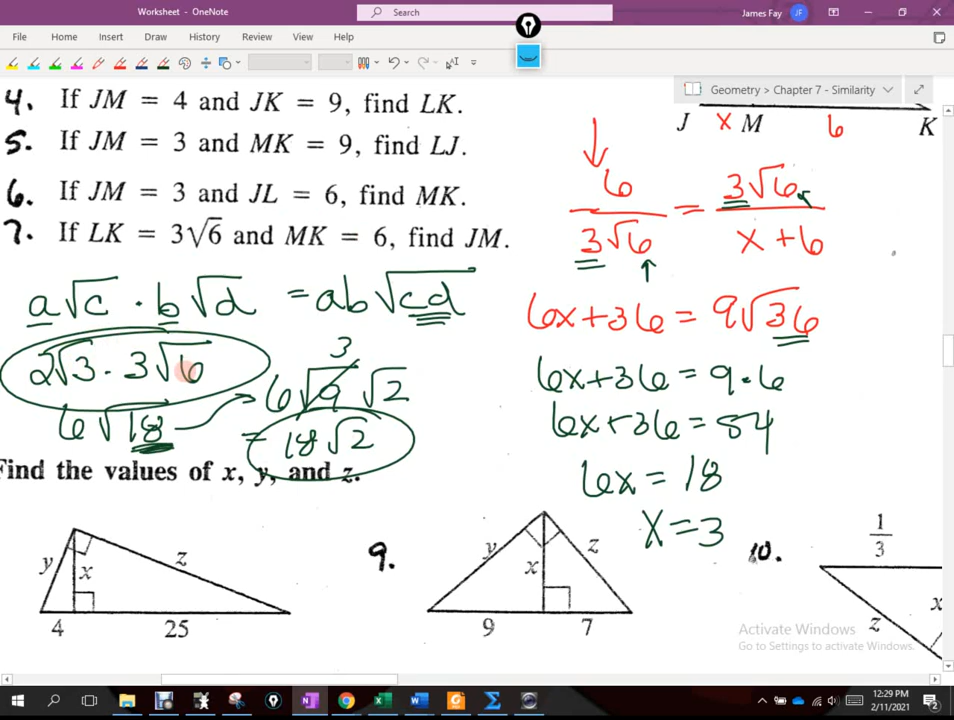 Worksheet - OneNote
Search
James Fay
JF
File Home Insert Draw History Review View Help
Geometry > Chapter 7 - Similarity
4. If JM = 4 and JK = 9, find LK.
5. If JM = 3 and MK = 9, find LJ.
6. If JM = 3 and JL = 6, find MK.
7. If LK = 3√6 and MK = 6, find JM.
J x M 6 K
6/3√6 = 3√6/x+6
6x+36 = 9√36
6x+36 = 9·6
6x+36 = 54
6x = 18
x = 3
a√c · b√d = ab√cd
2√3 · 3√6
6√18
6√9 √2
3
= 18√2
Find the values of x, y, and z.
y x z
4 25
9.
y x z
9 7
10.
1/3
x
z
Activate Windows
Go to Settings to activate Windows.
12:29 PM
2/11/2021
2